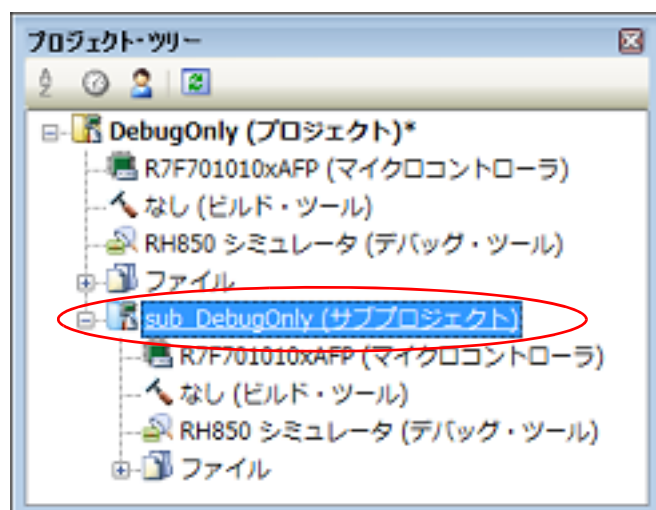 プロジェクト・ツリー
DebugOnly (プロジェクト)*
R7F701010xAFP (マイクロコントローラ)
なし (ビルド・ツール)
RH850 シミュレータ (デバッグ・ツール)
ファイル
sub_DebugOnly (サブプロジェクト)
R7F701010xAFP (マイクロコントローラ)
なし (ビルド・ツール)
RH850 シミュレータ (デバッグ・ツール)
ファイル